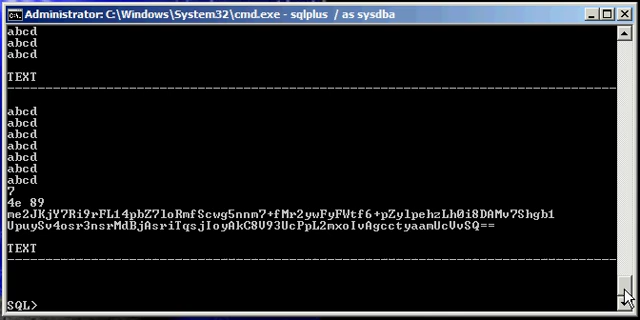 Administrator: C:\Windows\System32\cmd.exe - sqlplus / as sysdba
abcd
abcd
abcd
TEXT
--------------------------------------------------------------------------------
abcd
abcd
abcd
abcd
abcd
abcd
abcd
7
4e 89
me2JKjY7Ri9rFL14pbZ7loRmfScwg5nnm7+fMr2ywFyFWtf6+pZylpehzLh0i8DAMv7Shgb1
UpuySv4osr3nsrMdBjAsriTqsjIoyAkC8V93UcPpL2mxoIvAgcctyaamUcVvSQ==
TEXT
--------------------------------------------------------------------------------
SQL>